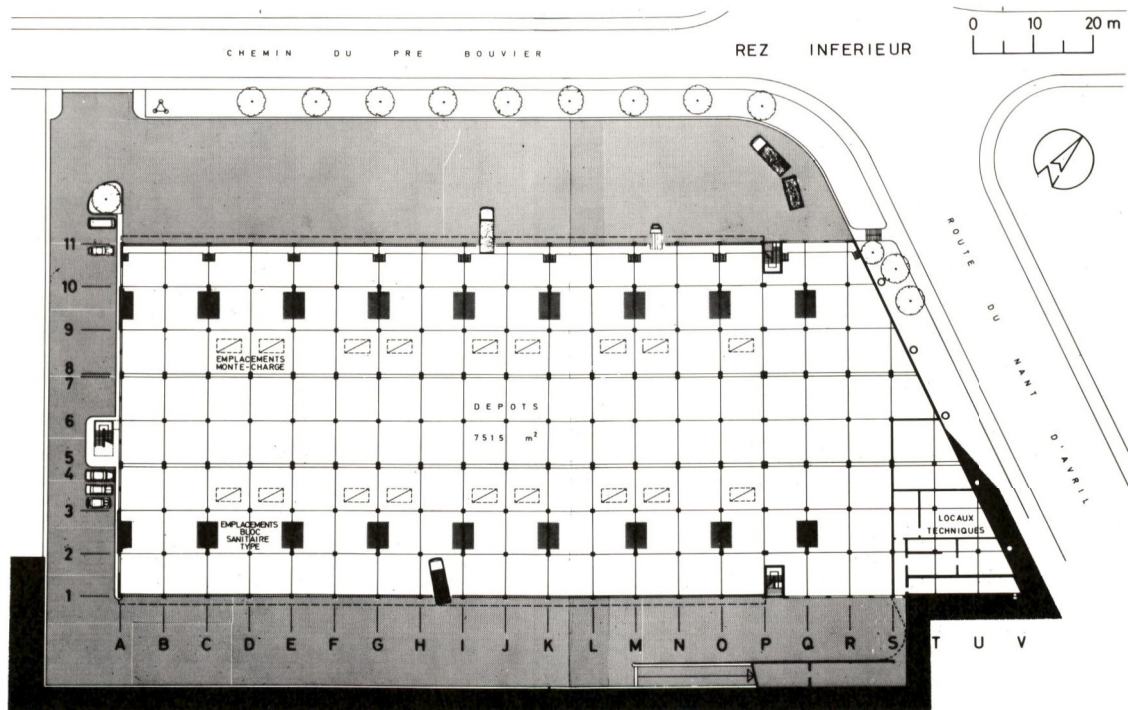 CHEMIN DU PRE BOUVIER
REZ INFERIEUR
0 10 20 m
N
ROUTE DU NANT D'AVRIL
11
10
9
8
7
6
5
4
3
2
1
EMPLACEMENTS
MONTE-CHARGE
DEPOTS
7515 m²
EMPLACEMENTS
BLOC
SANITAIRE
TYPE
LOCAUX
TECHNIQUES
A B C D E F G H I J K L M N O P Q R S T U V